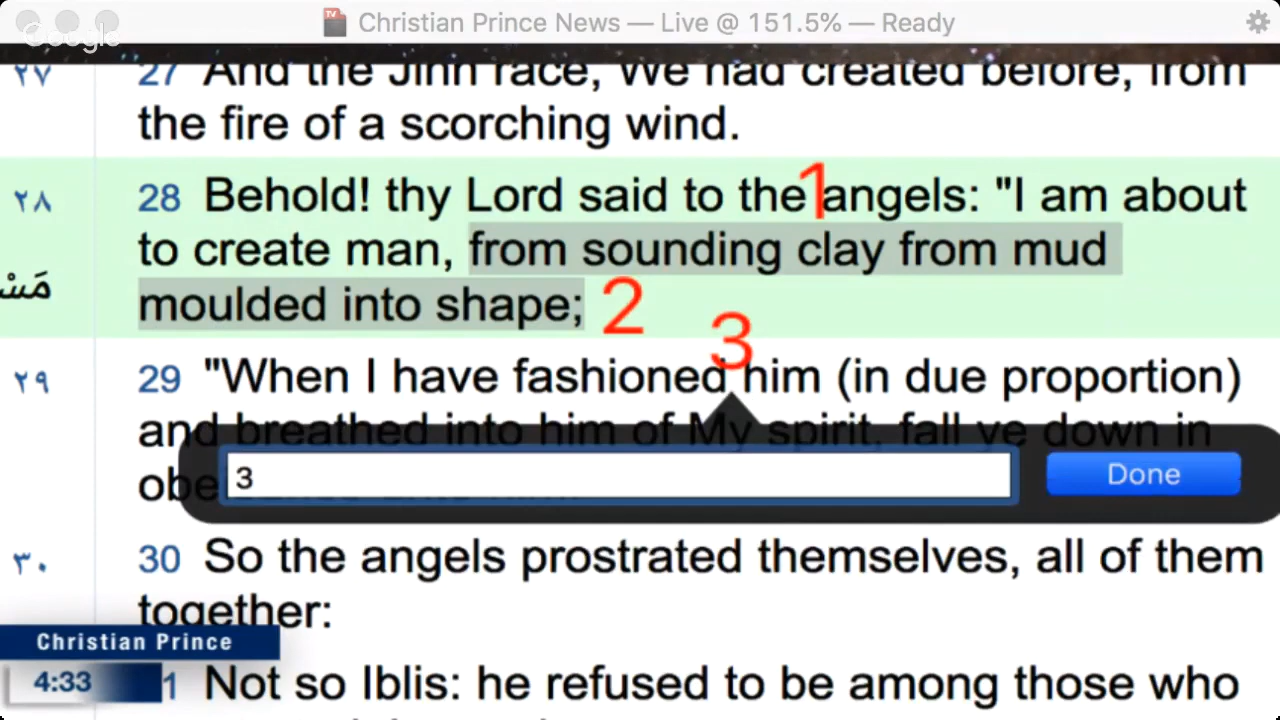 Christian Prince News — Live @ 151.5% — Ready
Google
TV
٢٧ 27 And the Jinn race, We had created before, from
the fire of a scorching wind.
٢٨ 28 Behold! thy Lord said to the angels: "I am about
1
to create man, from sounding clay from mud
moulded into shape; 2
3
٢٩ 29 "When I have fashioned him (in due proportion)
and breathed into him of My spirit, fall ye down in
3
Done
٣٠ 30 So the angels prostrated themselves, all of them
together:
Christian Prince
4:33
1 Not so Iblis: he refused to be among those who